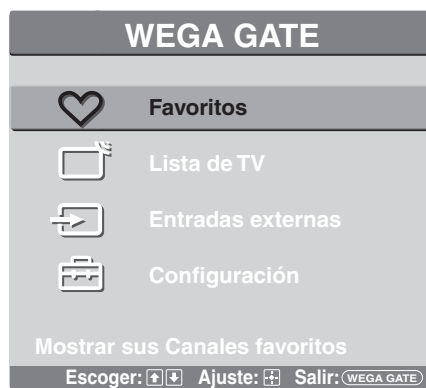 WEGA GATE
Favoritos
Lista de TV
Entradas externas
Configuración
Mostrar sus Canales favoritos
Escoger: Ajuste: Salir: WEGA GATE